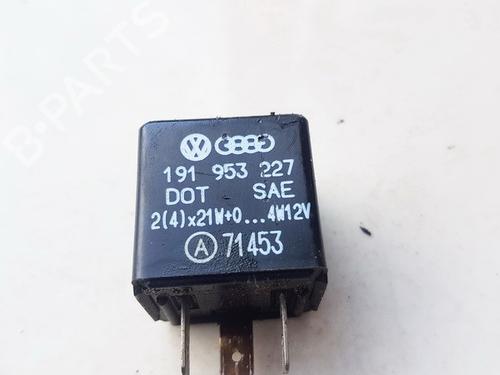 B-PARTS
191 953 227
DOT SAE
2(4)x21W+0...4W12V
A 71453